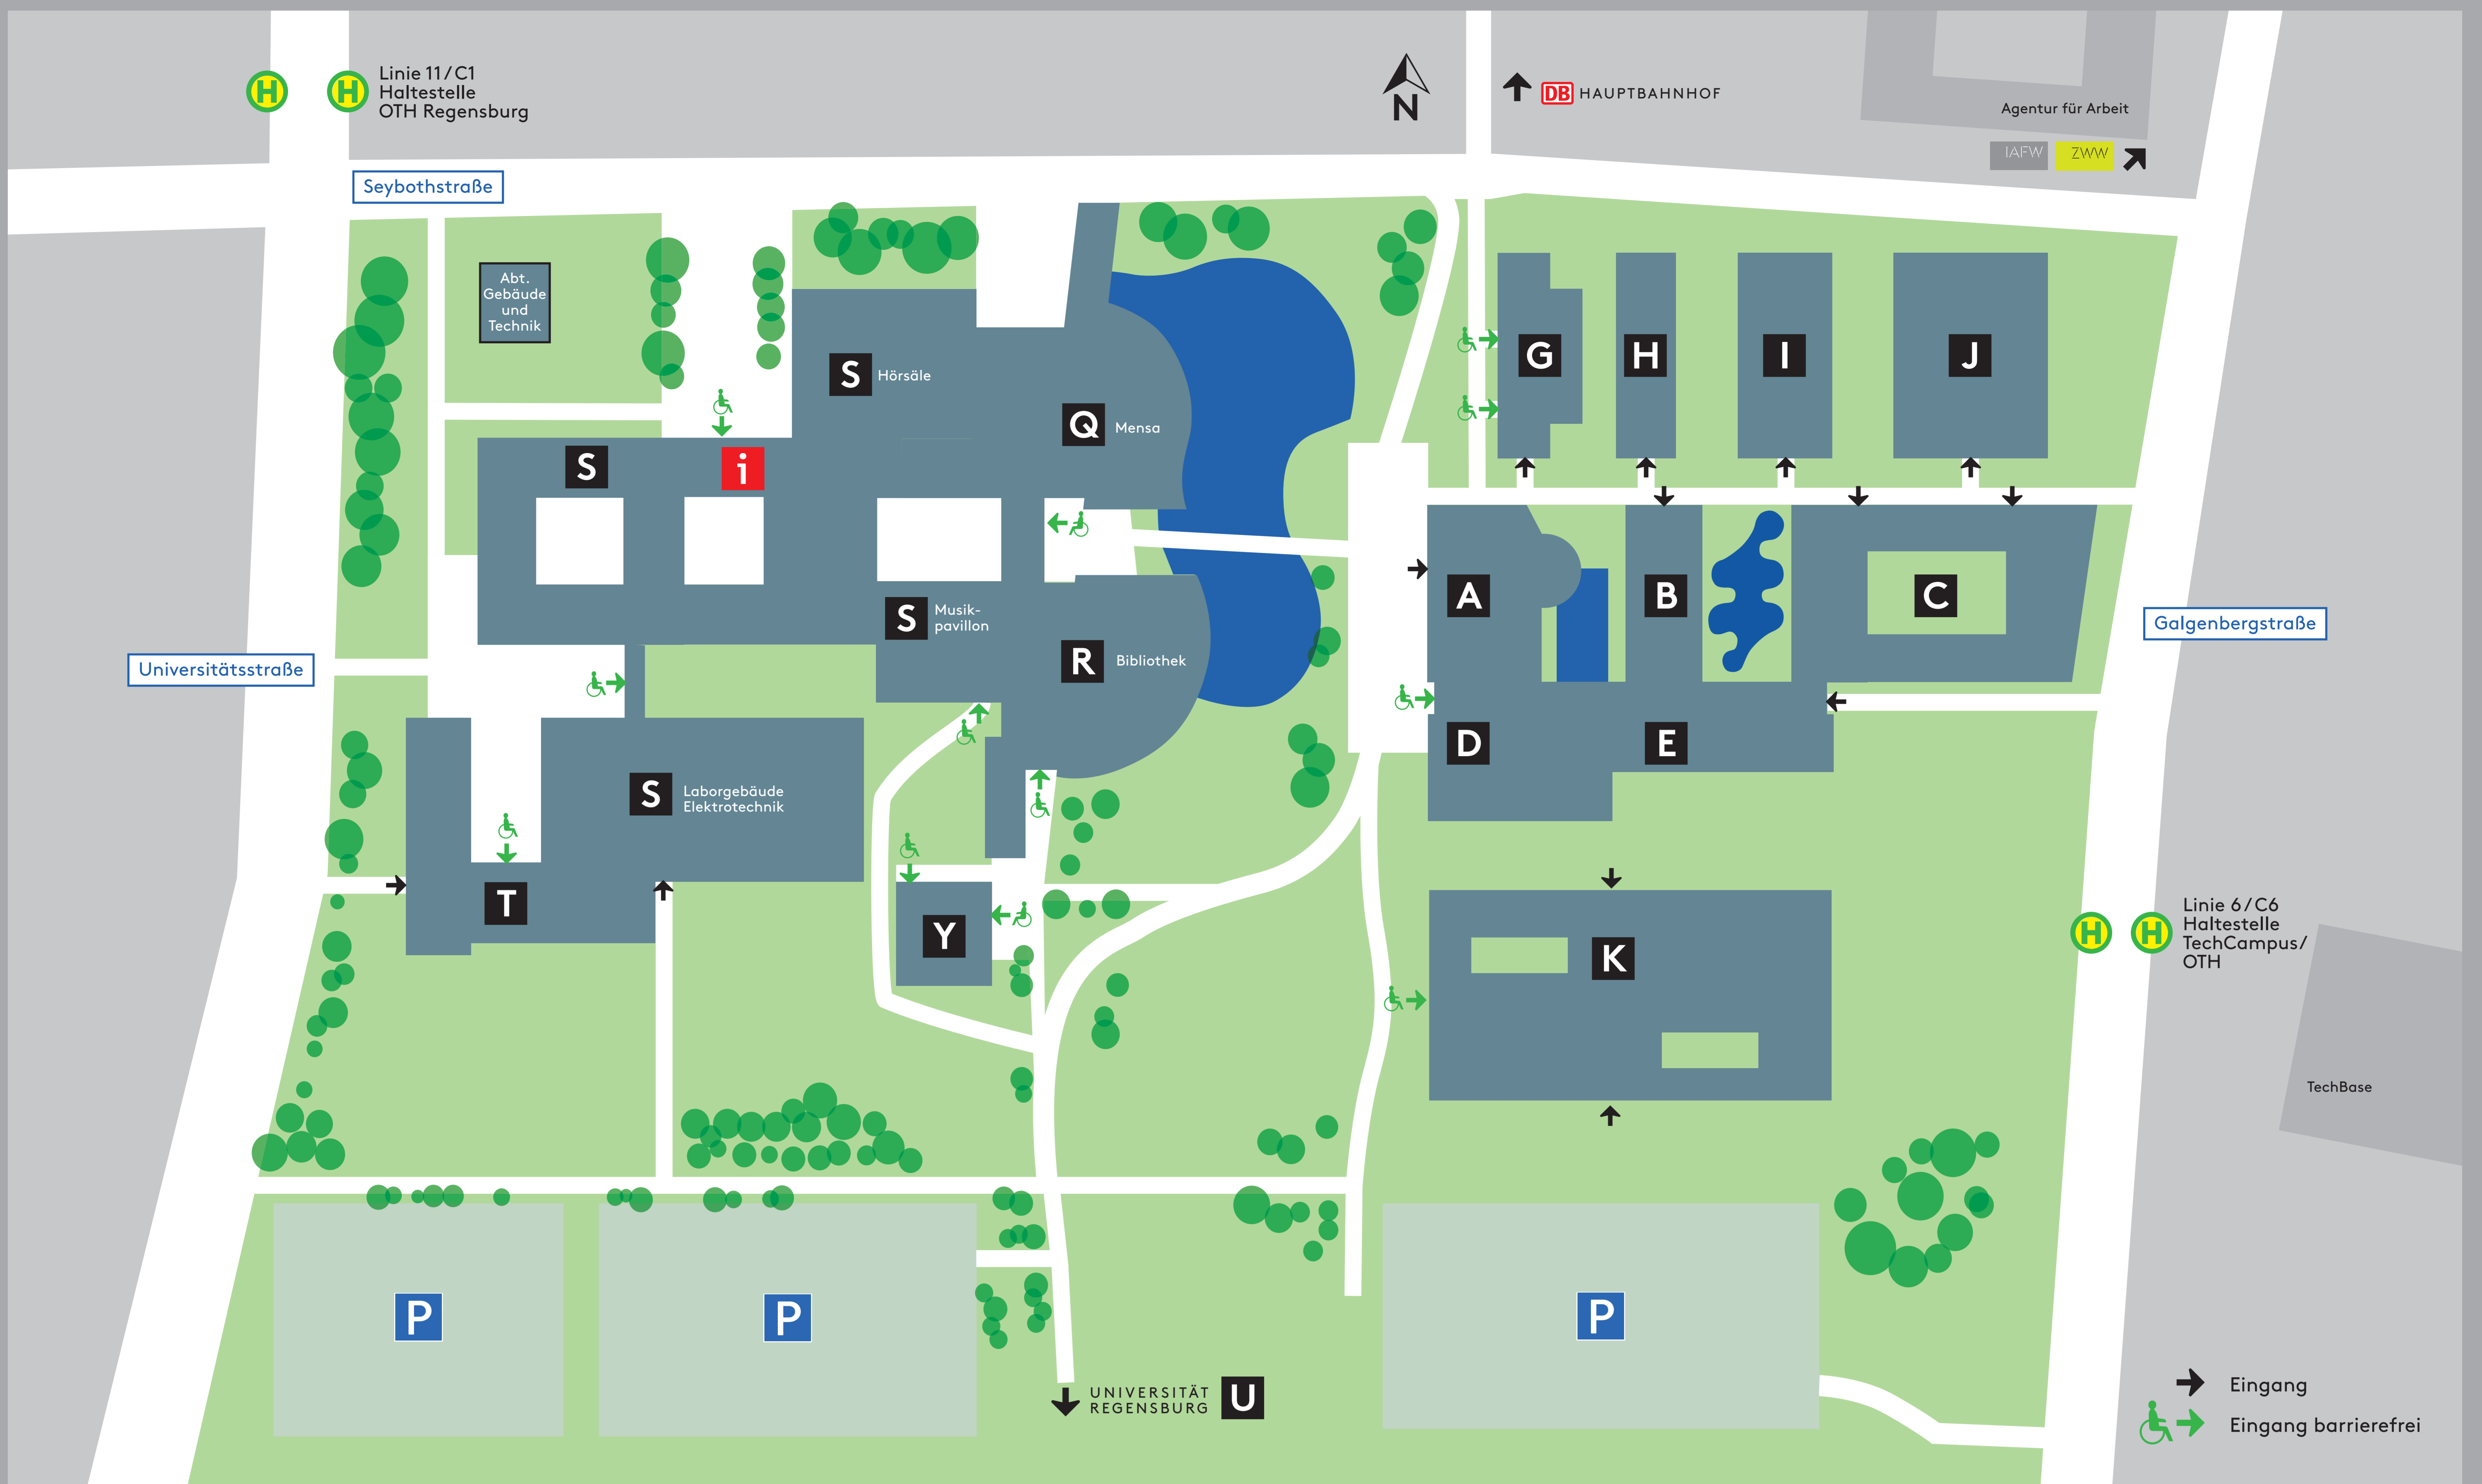 H
H
Linie 11/C1
Haltestelle
OTH Regensburg
N
DB HAUPTBAHNHOF
Agentur für Arbeit
IAFW
ZWW
Seybothstraße
Abt.
Gebäude
und
Technik
S Hörsäle
G
H
I
J
Q Mensa
S
i
A
B
C
S Musik-
pavillon
Galgenbergstraße
R Bibliothek
Universitätsstraße
D
E
S Laborgebäude
Elektrotechnik
T
Y
K
H
H
Linie 6/C6
Haltestelle
TechCampus/
OTH
TechBase
P
P
P
UNIVERSITÄT
REGENSBURG
U
Eingang
Eingang barrierefrei